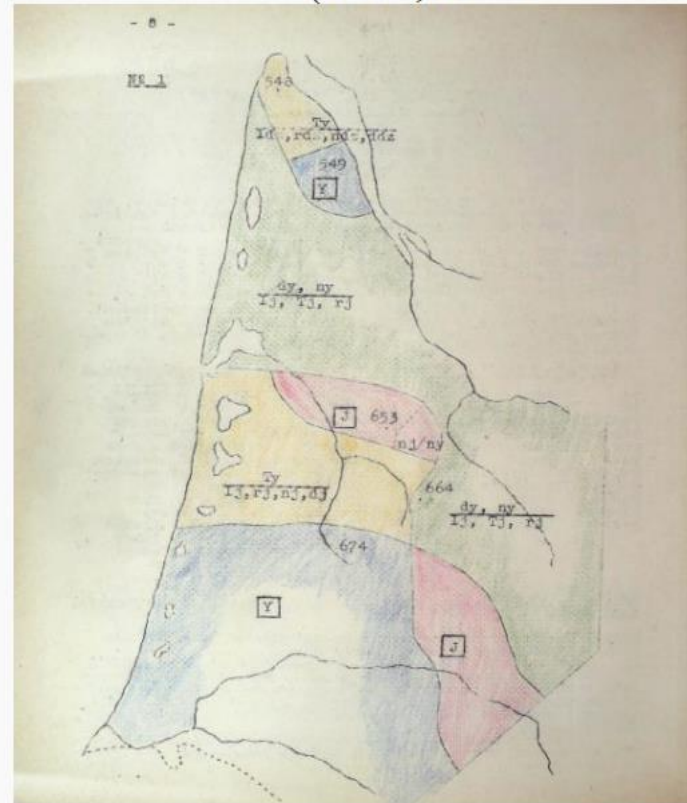 - 8 -
Nº 1
548
Ty
549
Y
dy, ny
lj, Tj, rj
J 653
nj/ny
Ty
lj,rj,nj,dj
664
dy, ny
lj, Tj, rj
674
Y
J